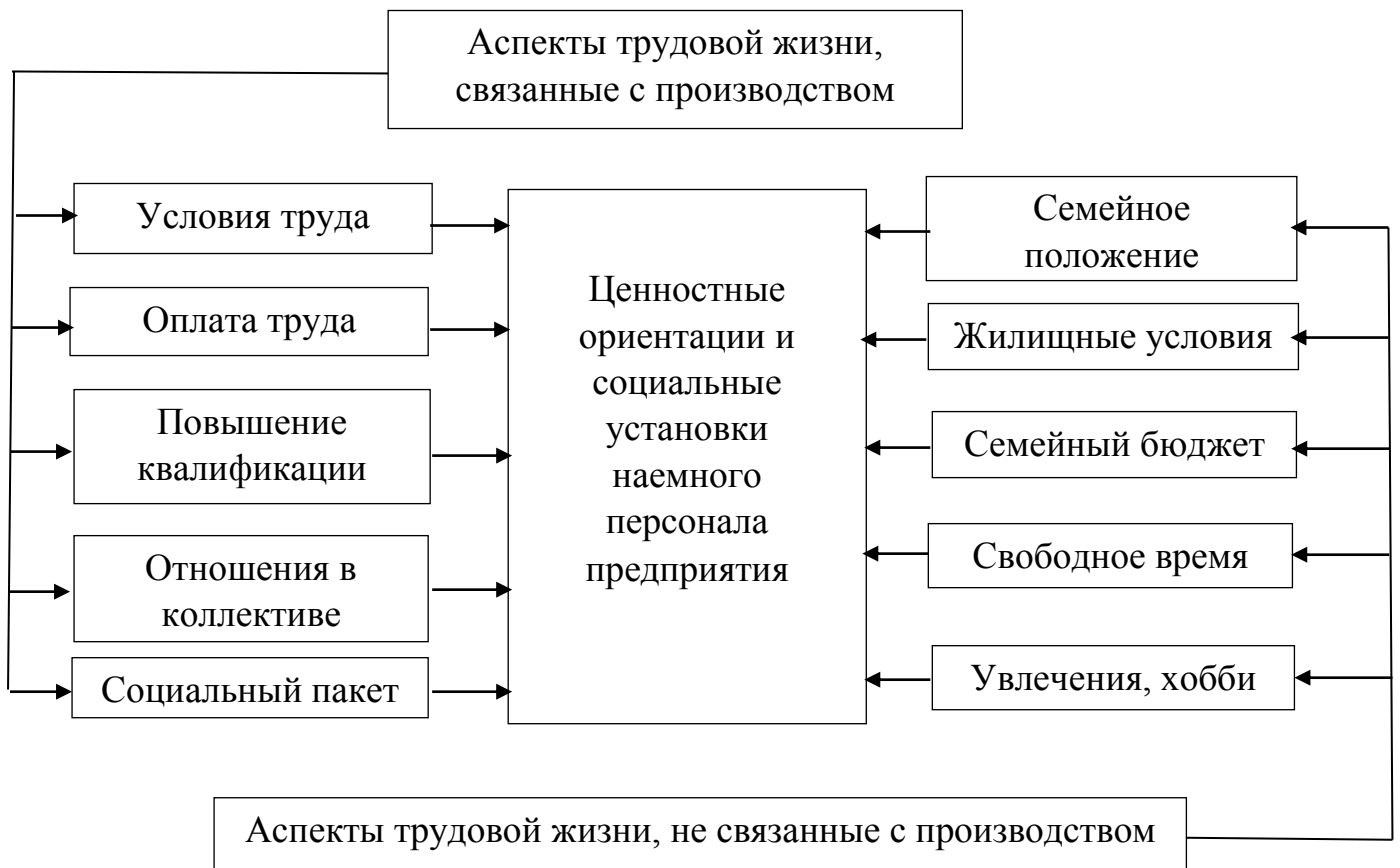 Аспекты трудовой жизни,
связанные с производством
Условия труда
Оплата труда
Повышение
квалификации
Отношения в
коллективе
Социальный пакет
Ценностные
ориентации и
социальные
установки
наемного
персонала
предприятия
Семейное
положение
Жилищные условия
Семейный бюджет
Свободное время
Увлечения, хобби
Аспекты трудовой жизни, не связанные с производством